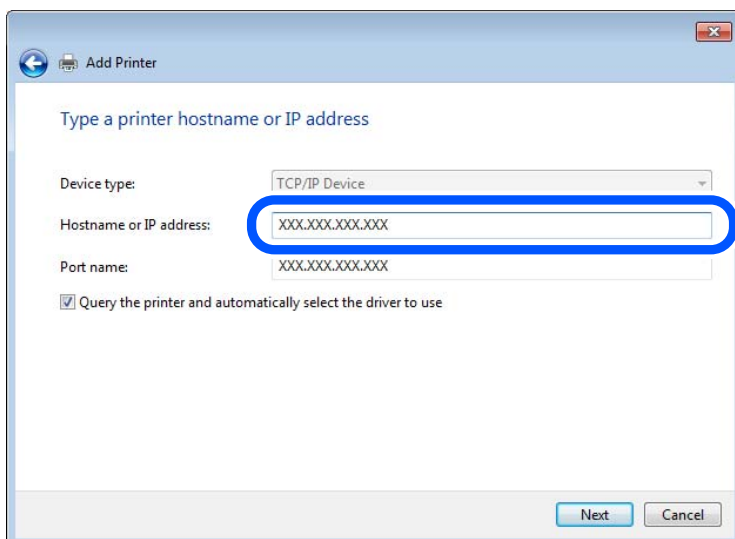 Add Printer
Type a printer hostname or IP address
Device type: TCP/IP Device
Hostname or IP address: XXX.XXX.XXX.XXX
Port name: XXX.XXX.XXX.XXX
Query the printer and automatically select the driver to use
Next Cancel